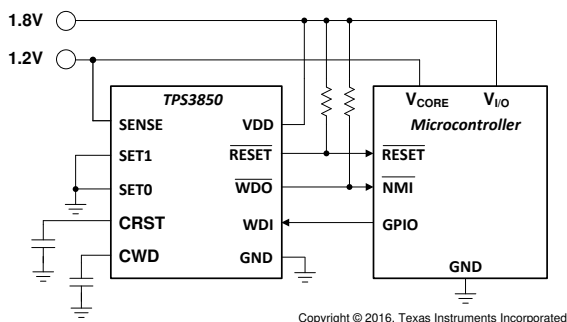 1.8V
1.2V
TPS3850
SENSE
VDD
SET1
RESET
SET0
WDO
CRST
WDI
CWD
GND
VCORE
VI/O
Microcontroller
RESET
NMI
GPIO
GND
Copyright © 2016, Texas Instruments Incorporated